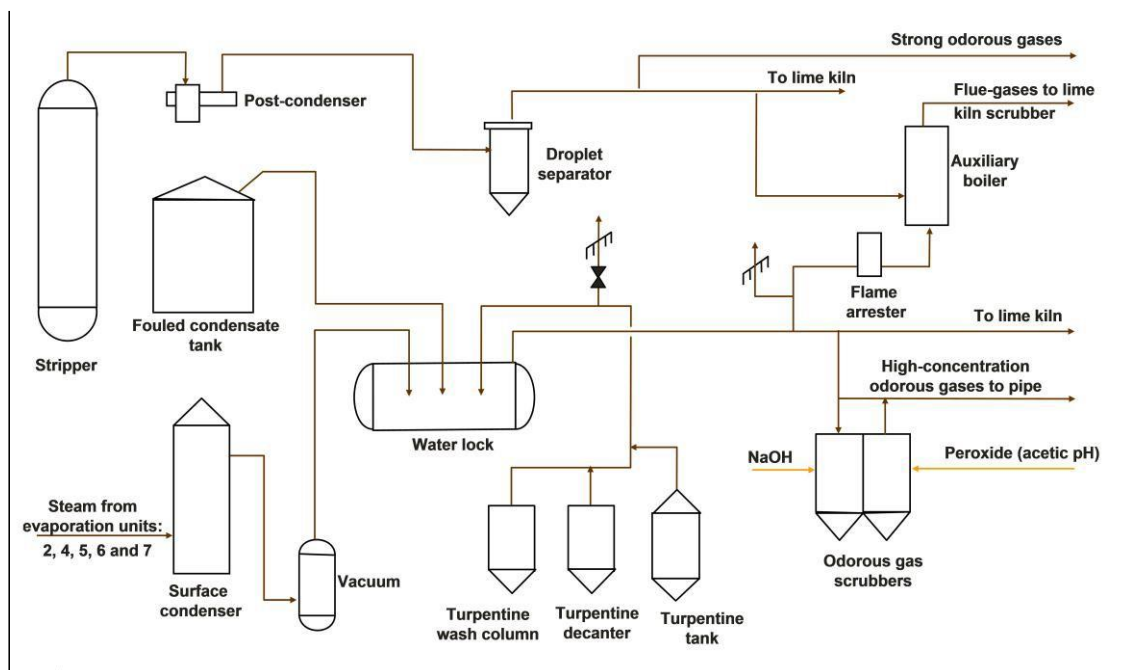 Strong odorous gases
To lime kiln
Flue-gases to lime
kiln scrubber
Post-condenser
Droplet
separator
Auxiliary
boiler
Flame
arrester
Fouled condensate
tank
To lime kiln
Stripper
High-concentration
odorous gases to pipe
Water lock
NaOH
Peroxide (acetic pH)
Steam from
evaporation units:
2, 4, 5, 6 and 7
Odorous gas
scrubbers
Vacuum
Surface
condenser
Turpentine
wash column
Turpentine
decanter
Turpentine
tank